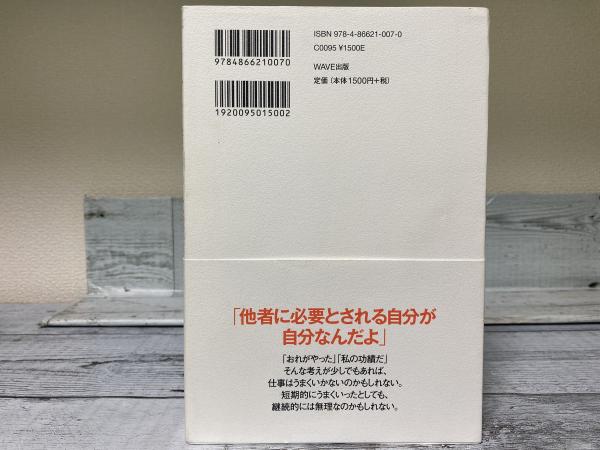 ISBN 978-4-86621-007-0
C0095 ¥1500E
9784866210070
WAVE出版
定価（本体1500円+税）
1920095015002
「他者に必要とされる自分が
自分なんだよ」
「おれがやった」「私の功績だ」
そんな考えが少しでもあれば、
仕事はうまくいかないのかもしれない。
短期的にうまくいったとしても、
継続的には無理なのかもしれない。